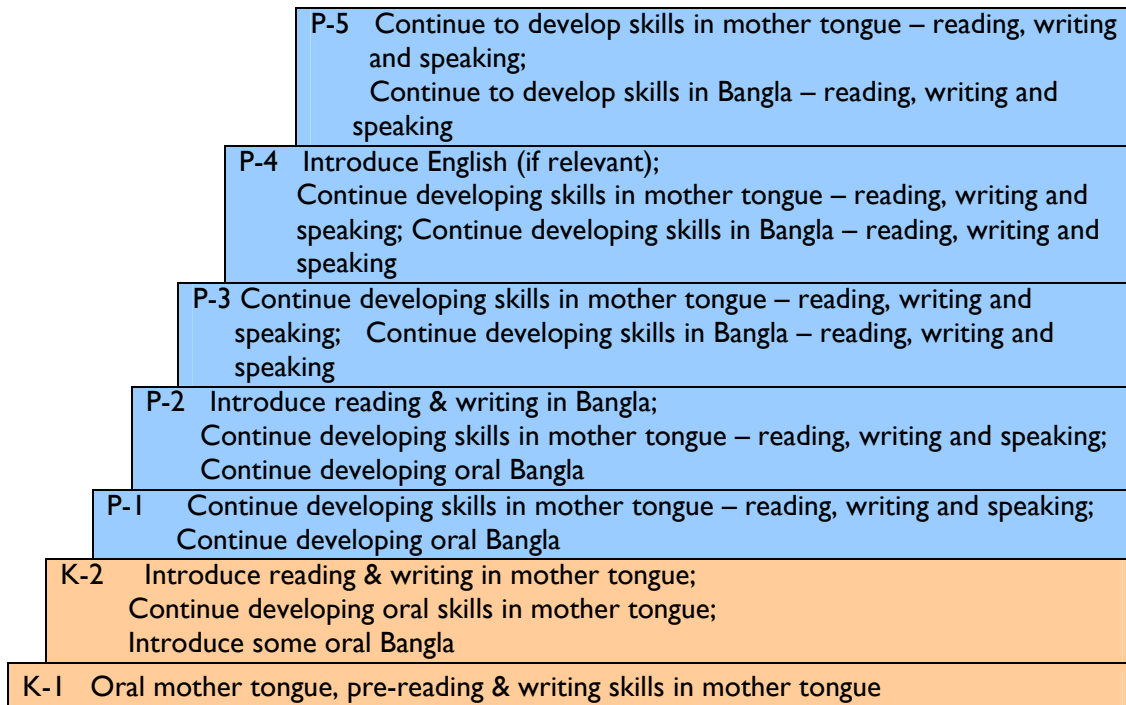 P-5 Continue to develop skills in mother tongue – reading, writing
and speaking;
Continue to develop skills in Bangla – reading, writing and
speaking
P-4 Introduce English (if relevant);
Continue developing skills in mother tongue – reading, writing and
speaking; Continue developing skills in Bangla – reading, writing and
speaking
P-3 Continue developing skills in mother tongue – reading, writing and
speaking; Continue developing skills in Bangla – reading, writing and
speaking
P-2 Introduce reading & writing in Bangla;
Continue developing skills in mother tongue – reading, writing and speaking;
Continue developing oral Bangla
P-1 Continue developing skills in mother tongue – reading, writing and speaking;
Continue developing oral Bangla
K-2 Introduce reading & writing in mother tongue;
Continue developing oral skills in mother tongue;
Introduce some oral Bangla
K-1 Oral mother tongue, pre-reading & writing skills in mother tongue